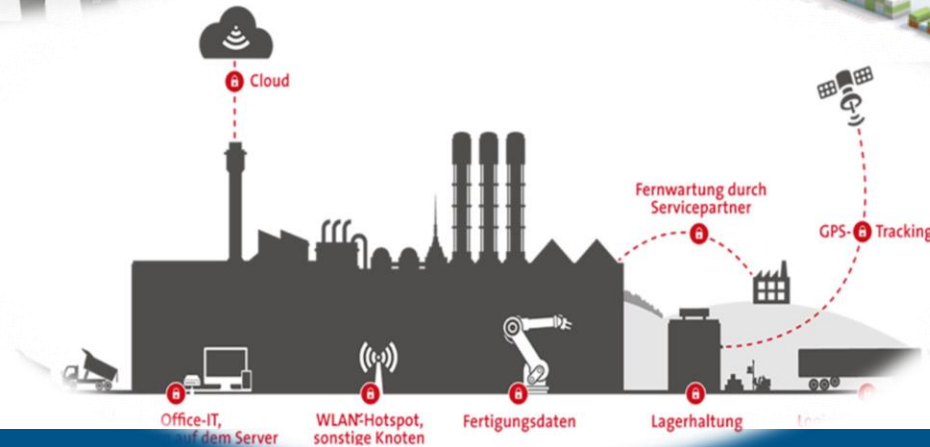 Cloud
Fernwartung durch
Servicepartner
GPS- Tracking
Office-IT,
auf dem Server
WLAN-Hotspot,
sonstige Knoten
Fertigungsdaten
Lagerhaltung